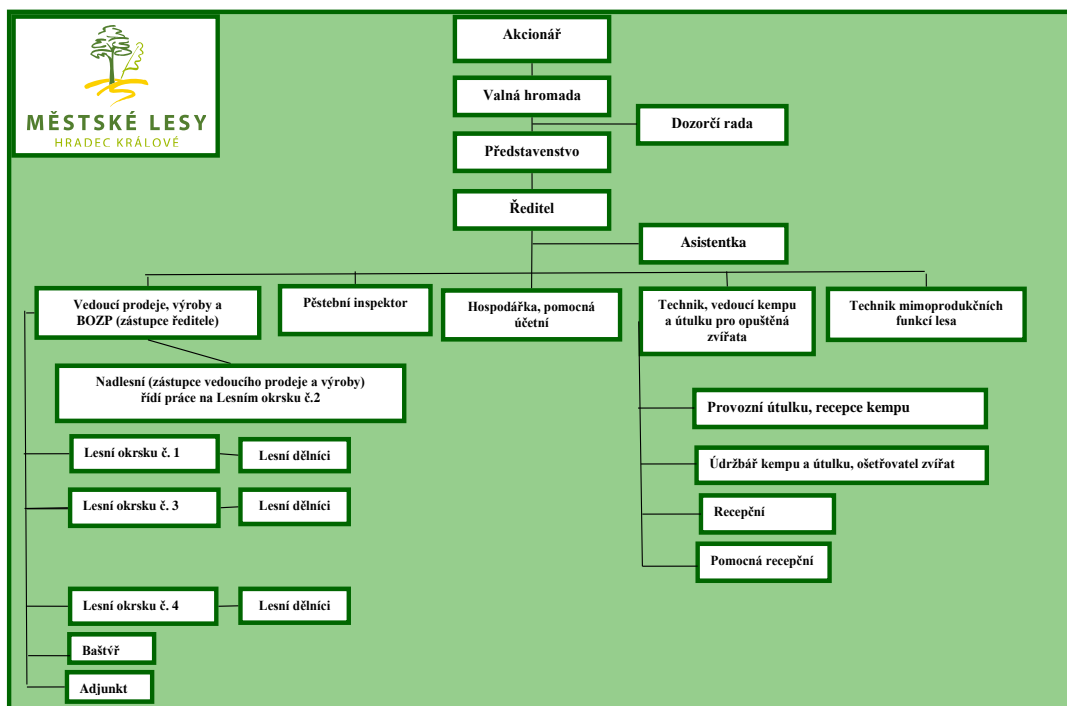 MĚSTSKÉ LESY
HRADEC KRÁLOVÉ
Akcionář
Valná hromada
Dozorčí rada
Představenstvo
Ředitel
Asistentka
Vedoucí prodeje, výroby a
BOZP (zástupce ředitele)
Pěstební inspektor
Hospodářka, pomocná
účetní
Technik, vedoucí kempu
a útulku pro opuštěná
zvířata
Technik mimoprodukčních
funkcí lesa
Nadlesní (zástupce vedoucího prodeje a výroby)
řídí práce na Lesním okrsku č.2
Provozní útulku, recepce kempu
Lesní okrsku č. 1
Lesní dělníci
Údržbář kempu a útulku, ošetřovatel zvířat
Lesní okrsku č. 3
Lesní dělníci
Recepční
Pomocná recepční
Lesní okrsku č. 4
Lesní dělníci
Baštýř
Adjunkt